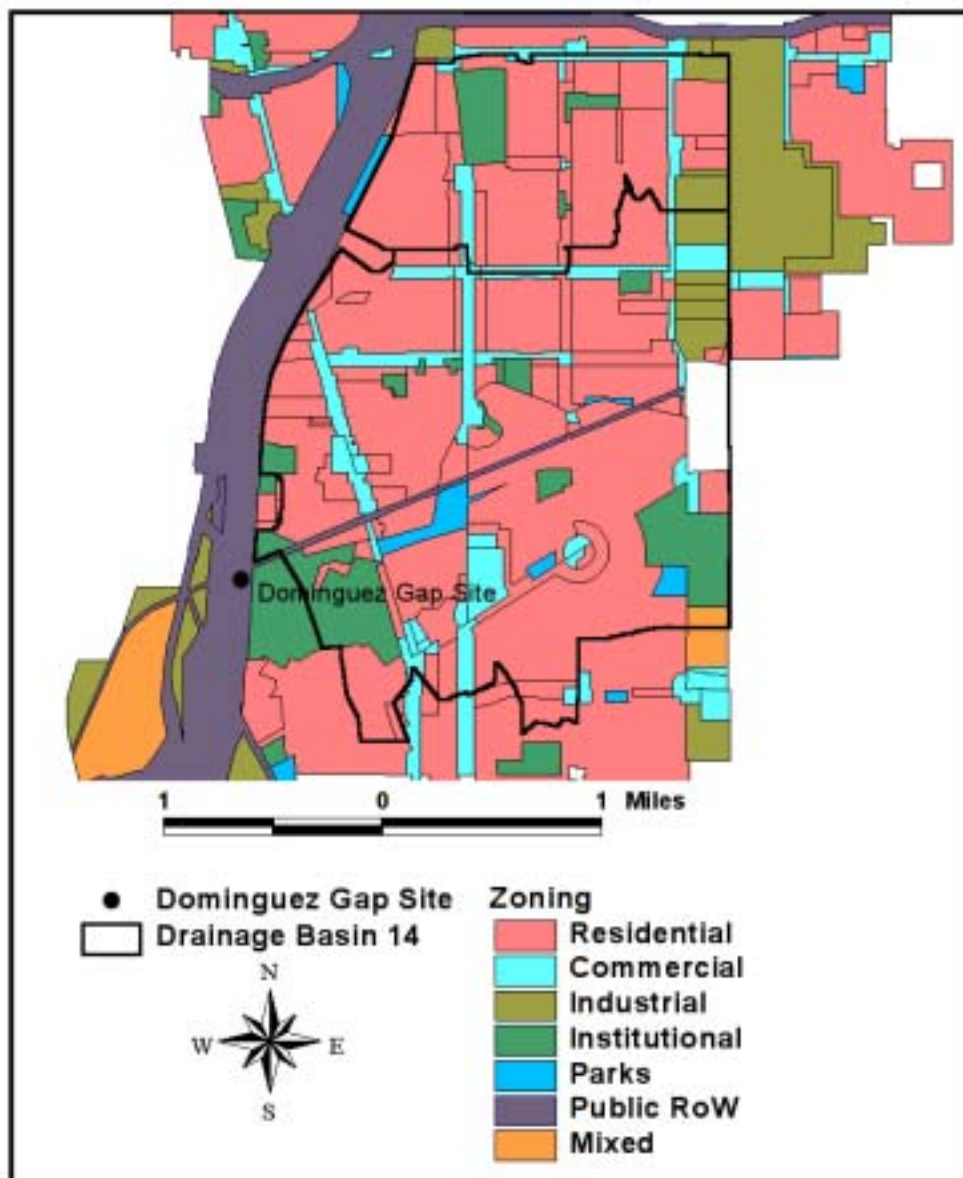 Dominguez Gap Site
1 0 1 Miles
Dominguez Gap Site
Drainage Basin 14
N
W E
S
Zoning
Residential
Commercial
Industrial
Institutional
Parks
Public RoW
Mixed